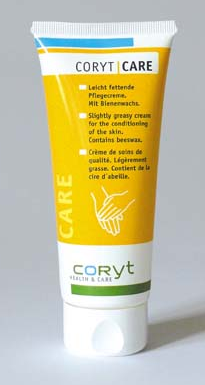 CORYT|CARE
Leicht fettende
Pflegecreme.
Mit Bienenwachs.
Slightly greasy cream
for the conditioning
of the skin.
Contains beeswax.
Crème de soins de
qualité. Légèrement
grasse. Contient de la
cire d'abeille.
CARE
coryt
HEALTH & CARE